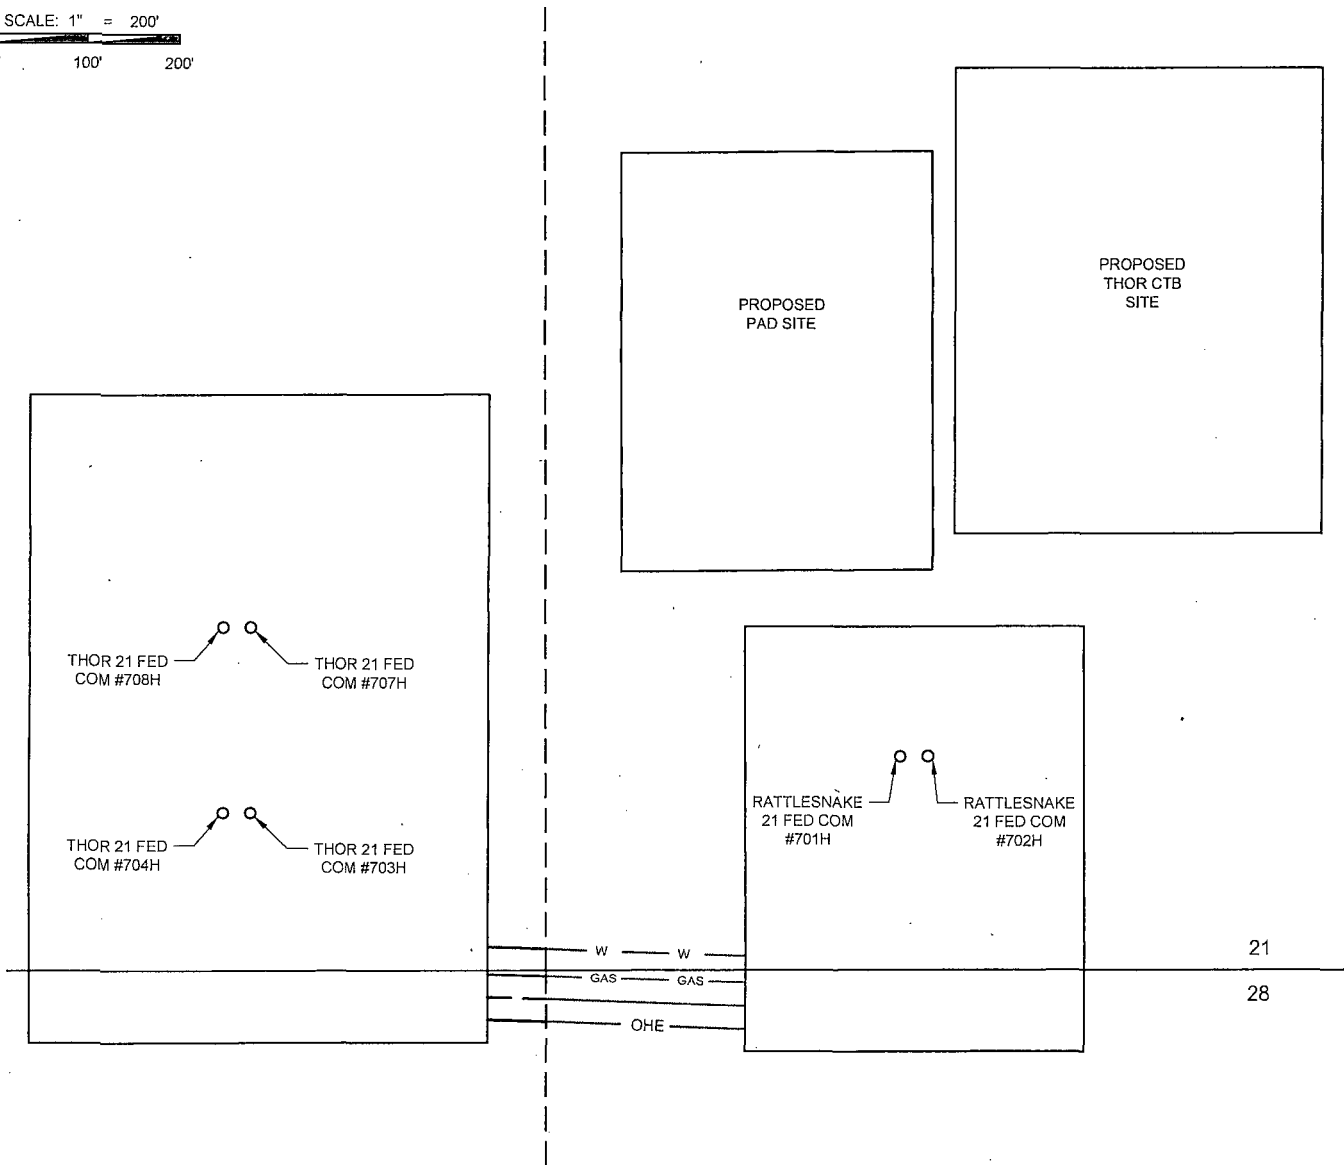 SCALE: 1" = 200'
100' 200'
PROPOSED
THOR CTB
SITE
PROPOSED
PAD SITE
THOR 21 FED
COM #708H
THOR 21 FED
COM #707H
THOR 21 FED
COM #704H
THOR 21 FED
COM #703H
RATTLESNAKE
21 FED COM
#701H
RATTLESNAKE
21 FED COM
#702H
W W
GAS GAS
OHE
21
28